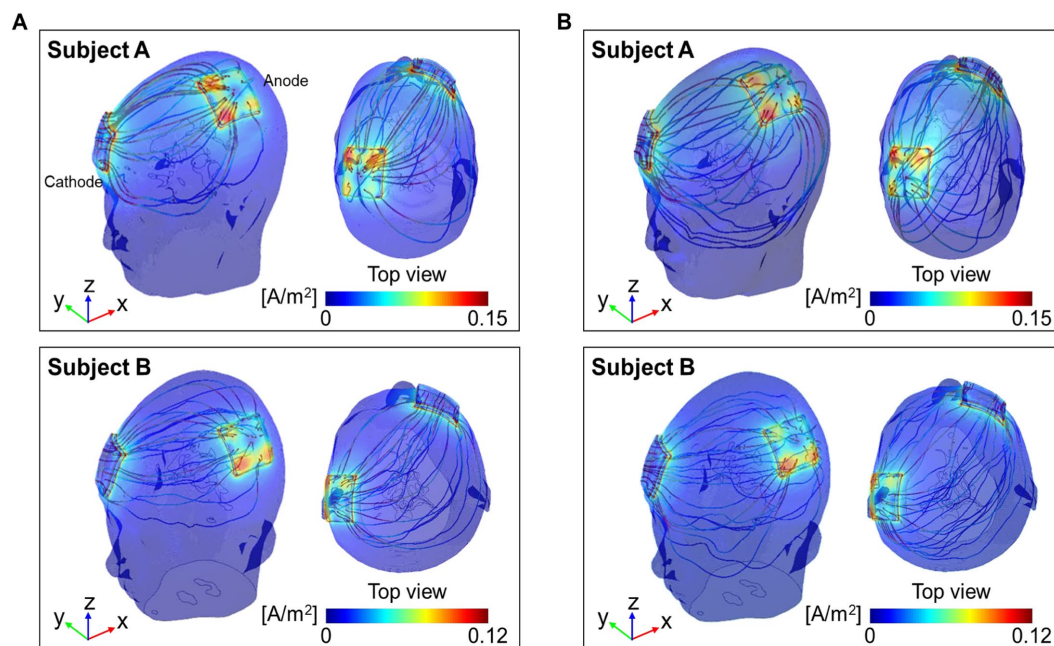 A
B
Subject A
Anode
Cathode
Top view
[A/m²]
0
0.15
y
z
x
Subject A
Top view
[A/m²]
0
0.15
y
z
x
Subject B
Top view
[A/m²]
0
0.12
y
z
x
Subject B
Top view
[A/m²]
0
0.12
y
z
x